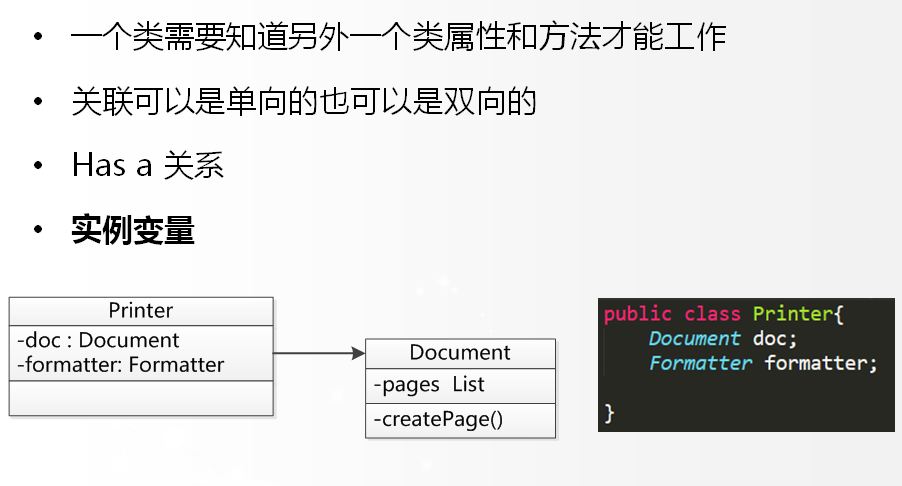 • 一个类需要知道另外一个类属性和方法才能工作
• 关联可以是单向的也可以是双向的
• Has a 关系
• 实例变量
Printer
-doc : Document
-formatter: Formatter
Document
-pages List
-createPage()
public class Printer{
Document doc;
Formatter formatter;
}